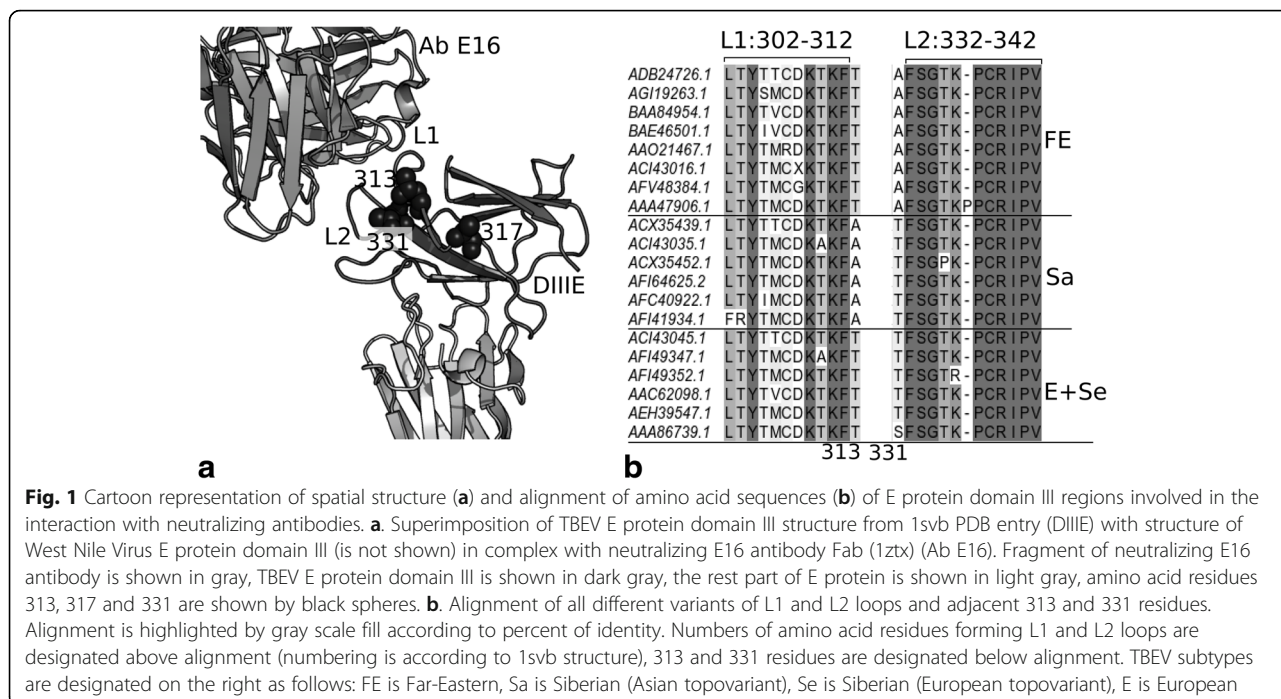 Ab E16
L1
313
L2
331
317
DIIIE
a
L1:302-312 L2:332-342
ADB24726.1 LTYTTCDKTKFT AFSGTK-PCRIPV
AGI19263.1 LTYSMCDKTKFT AFSGTK-PCRIPV
BAA84954.1 LTYTVCDKTKFT AFSGTK-PCRIPV
BAE46501.1 LTYIVCDKTKFT AFSGTK-PCRIPV
AAO21467.1 LTYTMRDKTKFT AFSGTK-PCRIPV
ACI43016.1 LTYTMCXKTKFT AFSGTK-PCRIPV
AFV48384.1 LTYTMCGKTKFT AFSGTK-PCRIPV
AAA47906.1 LTYTMCDKTKFT AFSGTKPPCRIPV
FE
ACX35439.1 LTYTTCDKTKFA TFSGTK-PCRIPV
ACI43035.1 LTYTMCDKAKFA TFSGTK-PCRIPV
ACX35452.1 LTYTMCDKTKFA TFSGPK-PCRIPV
AFI64625.2 LTYTMCDKTKFA TFSGTK-PCRIPV
AFC40922.1 LTYIMCDKTKFA TFSGTK-PCRIPV
AFI41934.1 FRYTMCDKTKFA TFSGTK-PCRIPV
Sa
ACI43045.1 LTYTTCDKTKFT TFSGTK-PCRIPV
AFI49347.1 LTYTMCDKAKFT TFSGTK-PCRIPV
AFI49352.1 LTYTMCDKTKFT TFSGTR-PCRIPV
AAC62098.1 LTYTVCDKTKFT TFSGTK-PCRIPV
AEH39547.1 LTYTMCDKTKFT TFSGTK-PCRIPV
AAA86739.1 LTYTMCDKTKFT SFSGTK-PCRIPV
E+Se
313 331
b
Fig. 1 Cartoon representation of spatial structure (a) and alignment of amino acid sequences (b) of E protein domain III regions involved in the
interaction with neutralizing antibodies. a. Superimposition of TBEV E protein domain III structure from 1svb PDB entry (DIIIE) with structure of
West Nile Virus E protein domain III (is not shown) in complex with neutralizing E16 antibody Fab (1ztx) (Ab E16). Fragment of neutralizing E16
antibody is shown in gray, TBEV E protein domain III is shown in dark gray, the rest part of E protein is shown in light gray, amino acid residues
313, 317 and 331 are shown by black spheres. b. Alignment of all different variants of L1 and L2 loops and adjacent 313 and 331 residues.
Alignment is highlighted by gray scale fill according to percent of identity. Numbers of amino acid residues forming L1 and L2 loops are
designated above alignment (numbering is according to 1svb structure), 313 and 331 residues are designated below alignment. TBEV subtypes
are designated on the right as follows: FE is Far-Eastern, Sa is Siberian (Asian topovariant), Se is Siberian (European topovariant), E is European